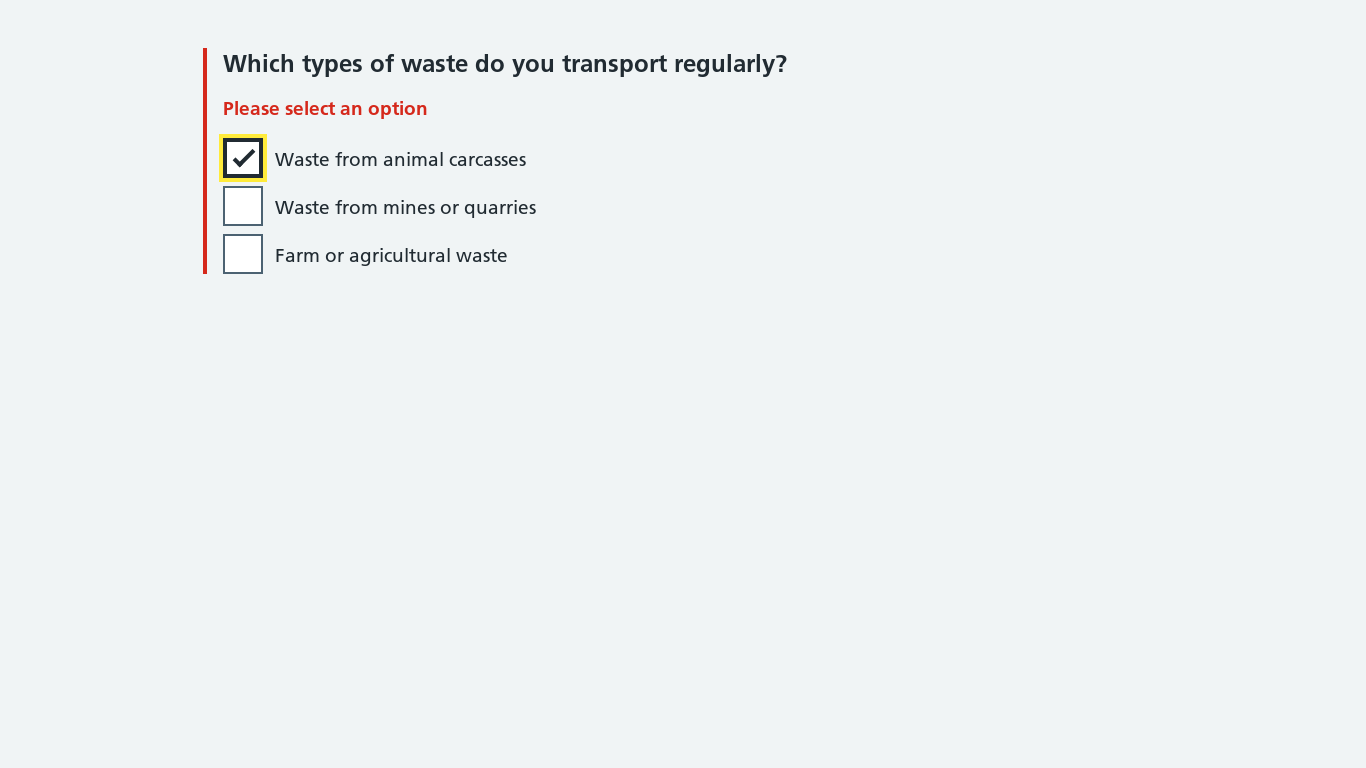 Which types of waste do you transport regularly?
Please select an option
Waste from animal carcasses
Waste from mines or quarries
Farm or agricultural waste